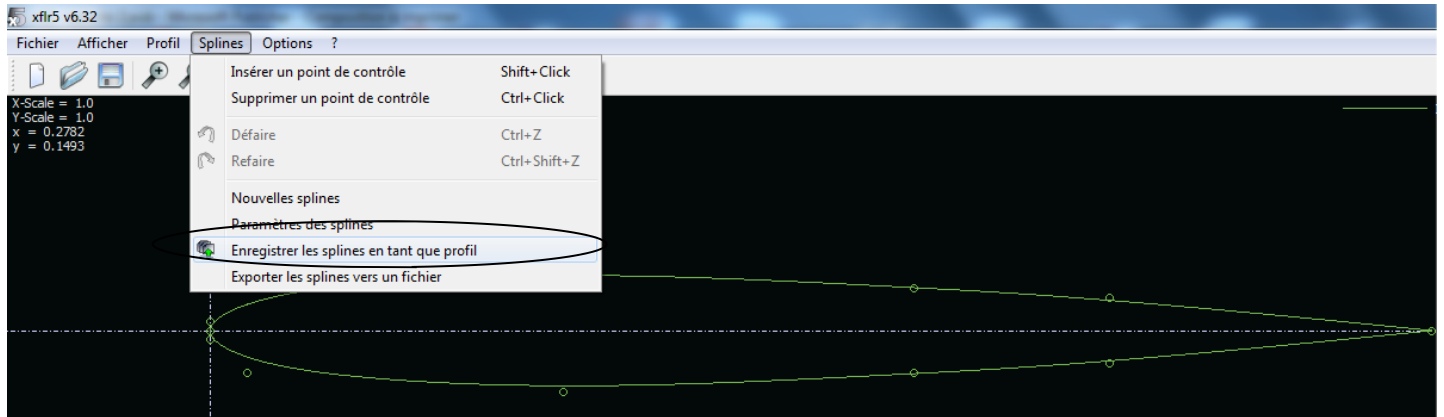 xflr5 v6.32
Fichier Afficher Profil Splines Options ?
Insérer un point de contrôle Shift+Click
Supprimer un point de contrôle Ctrl+Click
X-Scale = 1.0
Y-Scale = 1.0
x = 0.2782
y = 0.1493
Défaire Ctrl+Z
Refaire Ctrl+Shift+Z
Nouvelles splines
Paramètres des splines
Enregistrer les splines en tant que profil
Exporter les splines vers un fichier